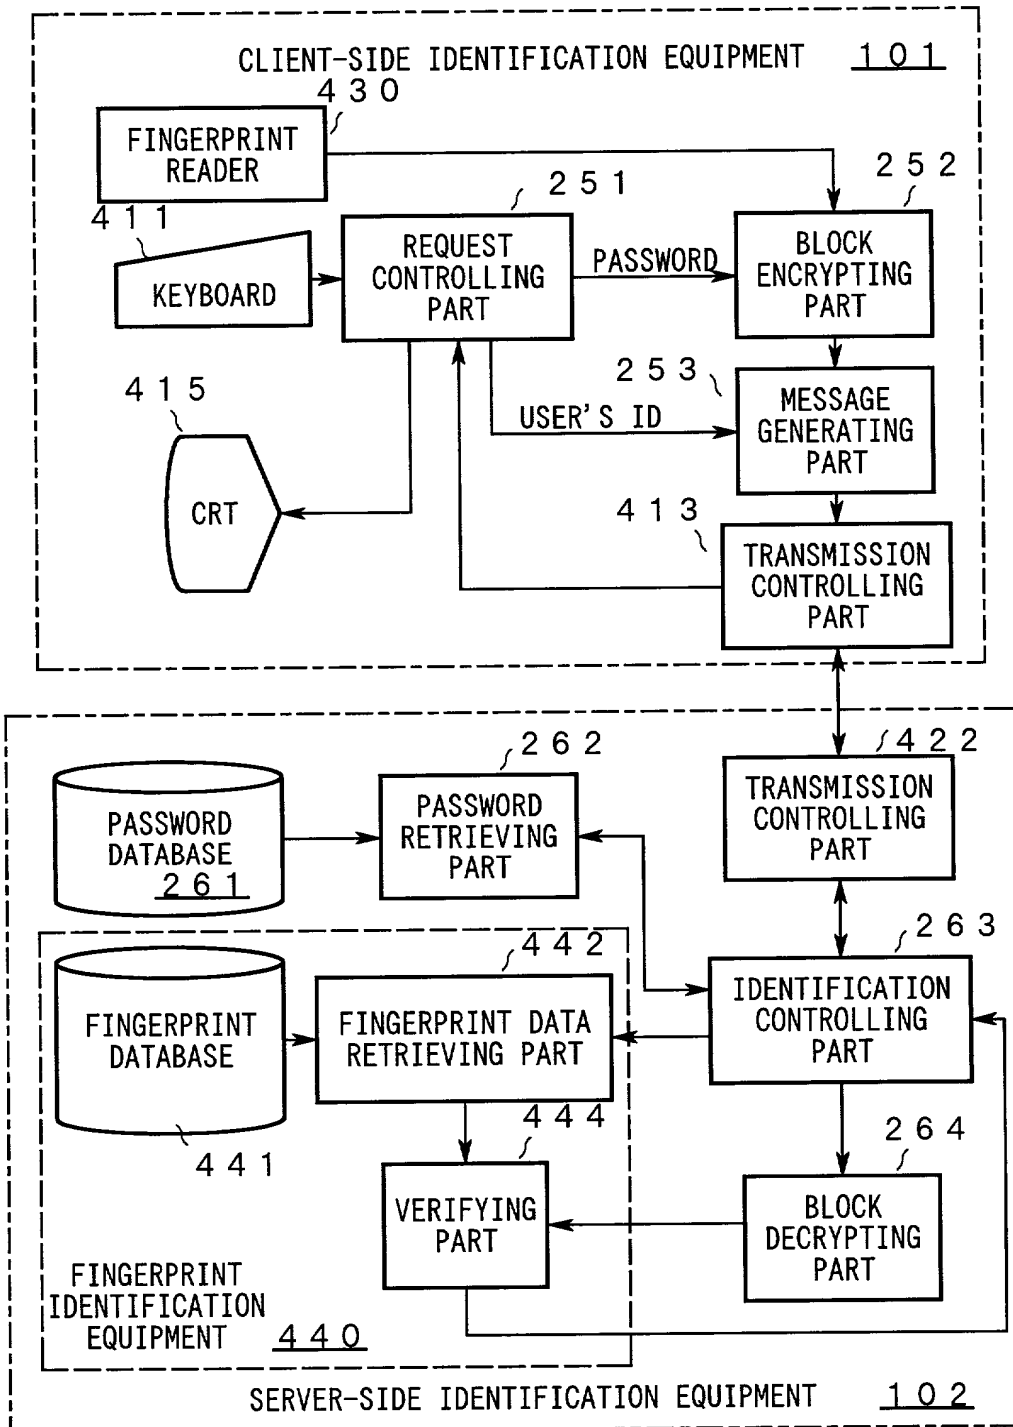 CLIENT-SIDE IDENTIFICATION EQUIPMENT 101
430
FINGERPRINT
READER
411
KEYBOARD
251
REQUEST
CONTROLLING
PART
PASSWORD
252
BLOCK
ENCRYPTING
PART
253
USER'S ID
MESSAGE
GENERATING
PART
415
CRT
413
TRANSMISSION
CONTROLLING
PART
262
PASSWORD
RETRIEVING
PART
422
TRANSMISSION
CONTROLLING
PART
PASSWORD
DATABASE
261
442
FINGERPRINT DATA
RETRIEVING PART
263
IDENTIFICATION
CONTROLLING
PART
FINGERPRINT
DATABASE
441
444
VERIFYING
PART
264
BLOCK
DECRYPTING
PART
FINGERPRINT
IDENTIFICATION
EQUIPMENT 440
SERVER-SIDE IDENTIFICATION EQUIPMENT 102